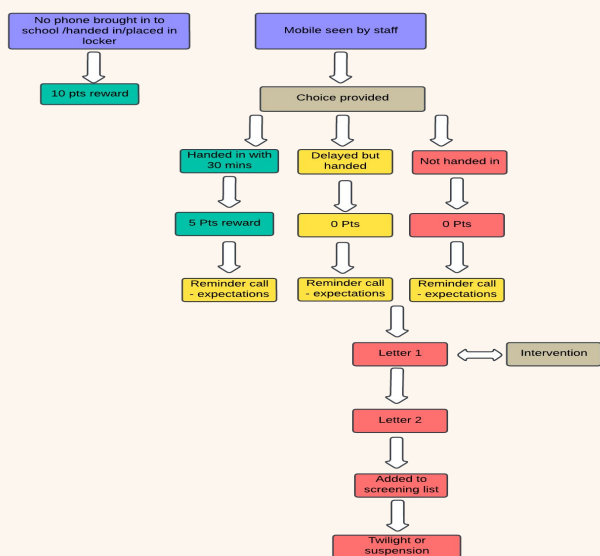 No phone brought in to
school /handed in/placed in
locker
Mobile seen by staff
10 pts reward
Choice provided
Handed in with
30 mins
Delayed but
handed
Not handed in
5 Pts reward
0 Pts
0 Pts
Reminder call
- expectations
Reminder call
- expectations
Reminder call
- expectations
Letter 1
Intervention
Letter 2
Added to
screening list
Twilight or
suspension